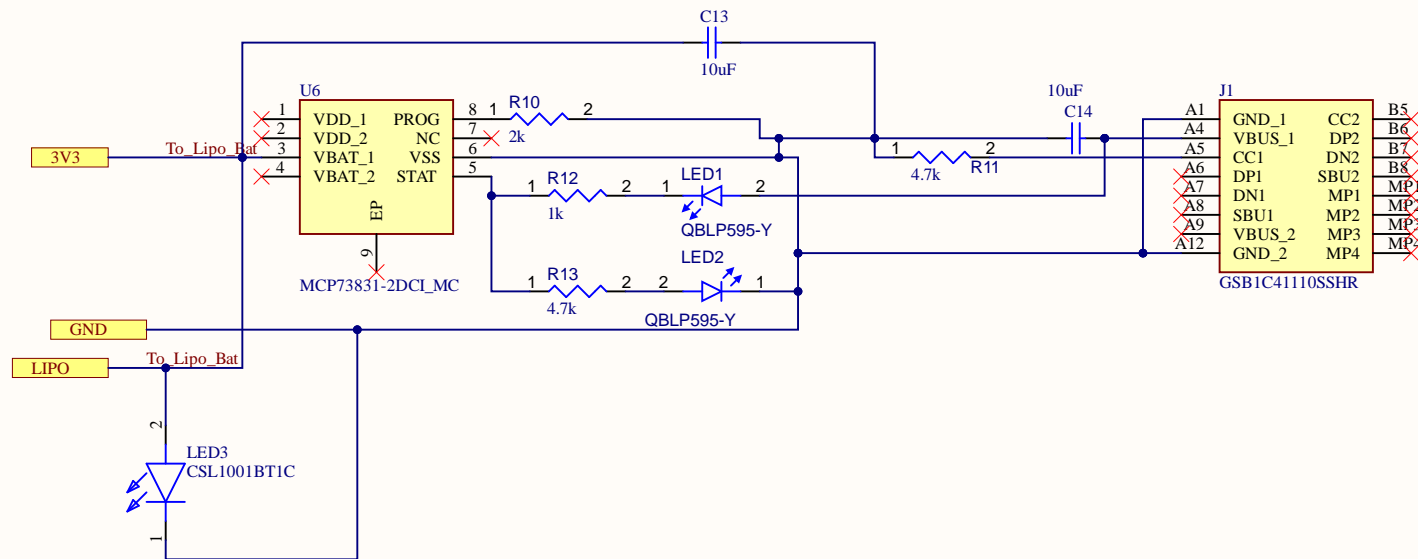 C13
10uF
U6
1 VDD_1 PROG 8
2 VDD_2 NC 7
3 VBAT_1 VSS 6
4 VBAT_2 STAT 5
EP
9
MCP73831-2DCI_MC
3V3
To_Lipo_Bat
1 R10 2
2k
10uF
C14
1 2
R11
4.7k
J1
A1 GND_1 CC2 B5
A4 VBUS_1 DP2 B6
A5 CC1 DN2 B7
A6 DP1 SBU2 B8
A7 DN1 MP1 MP1
A8 SBU1 MP2 MP2
A9 VBUS_2 MP3 MP3
A12 GND_2 MP4 MP4
GSB1C41110SSHR
1 R12 2
1k
LED1
1 2
QBLP595-Y
1 R13 2
4.7k
LED2
2 1
QBLP595-Y
GND
LIPO
To_Lipo_Bat
2
LED3
CSL1001BT1C
1